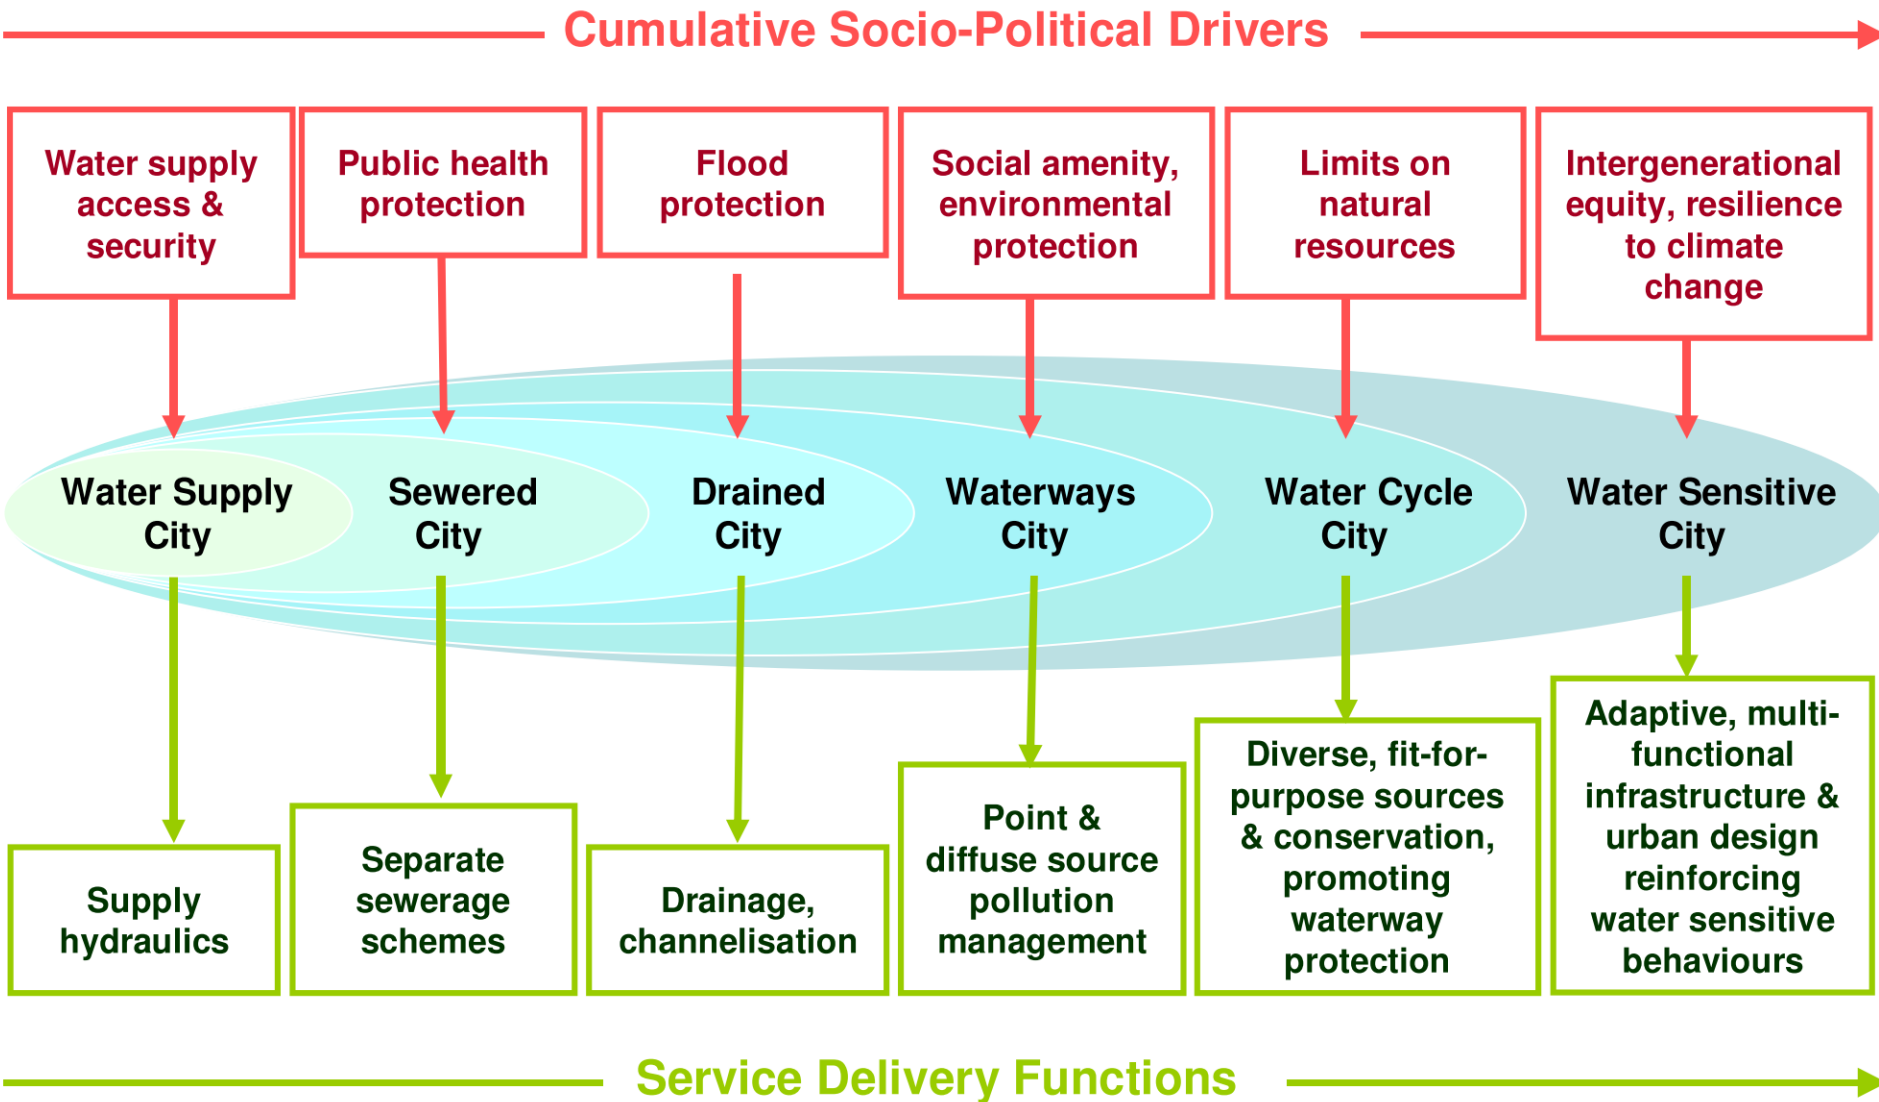 Cumulative Socio-Political Drivers
Water supply
access &
security
Public health
protection
Flood
protection
Social amenity,
environmental
protection
Limits on
natural
resources
Intergenerational
equity, resilience
to climate
change
Water Supply
City
Sewered
City
Drained
City
Waterways
City
Water Cycle
City
Water Sensitive
City
Supply
hydraulics
Separate
sewerage
schemes
Drainage,
channelisation
Point &
diffuse source
pollution
management
Diverse, fit-for-
purpose sources
& conservation,
promoting
waterway
protection
Adaptive, multi-
functional
infrastructure &
urban design
reinforcing
water sensitive
behaviours
Service Delivery Functions